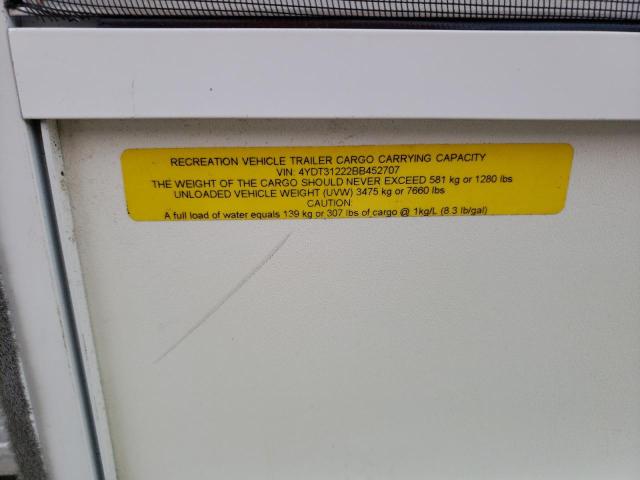 RECREATION VEHICLE TRAILER CARGO CARRYING CAPACITY
VIN: 4YDT31222BB452707
THE WEIGHT OF THE CARGO SHOULD NEVER EXCEED 581 kg or 1280 lbs
UNLOADED VEHICLE WEIGHT (UVW) 3475 kg or 7660 lbs
CAUTION:
A full load of water equals 139 kg or 307 lbs of cargo @ 1kg/L (8.3 lb/gal)